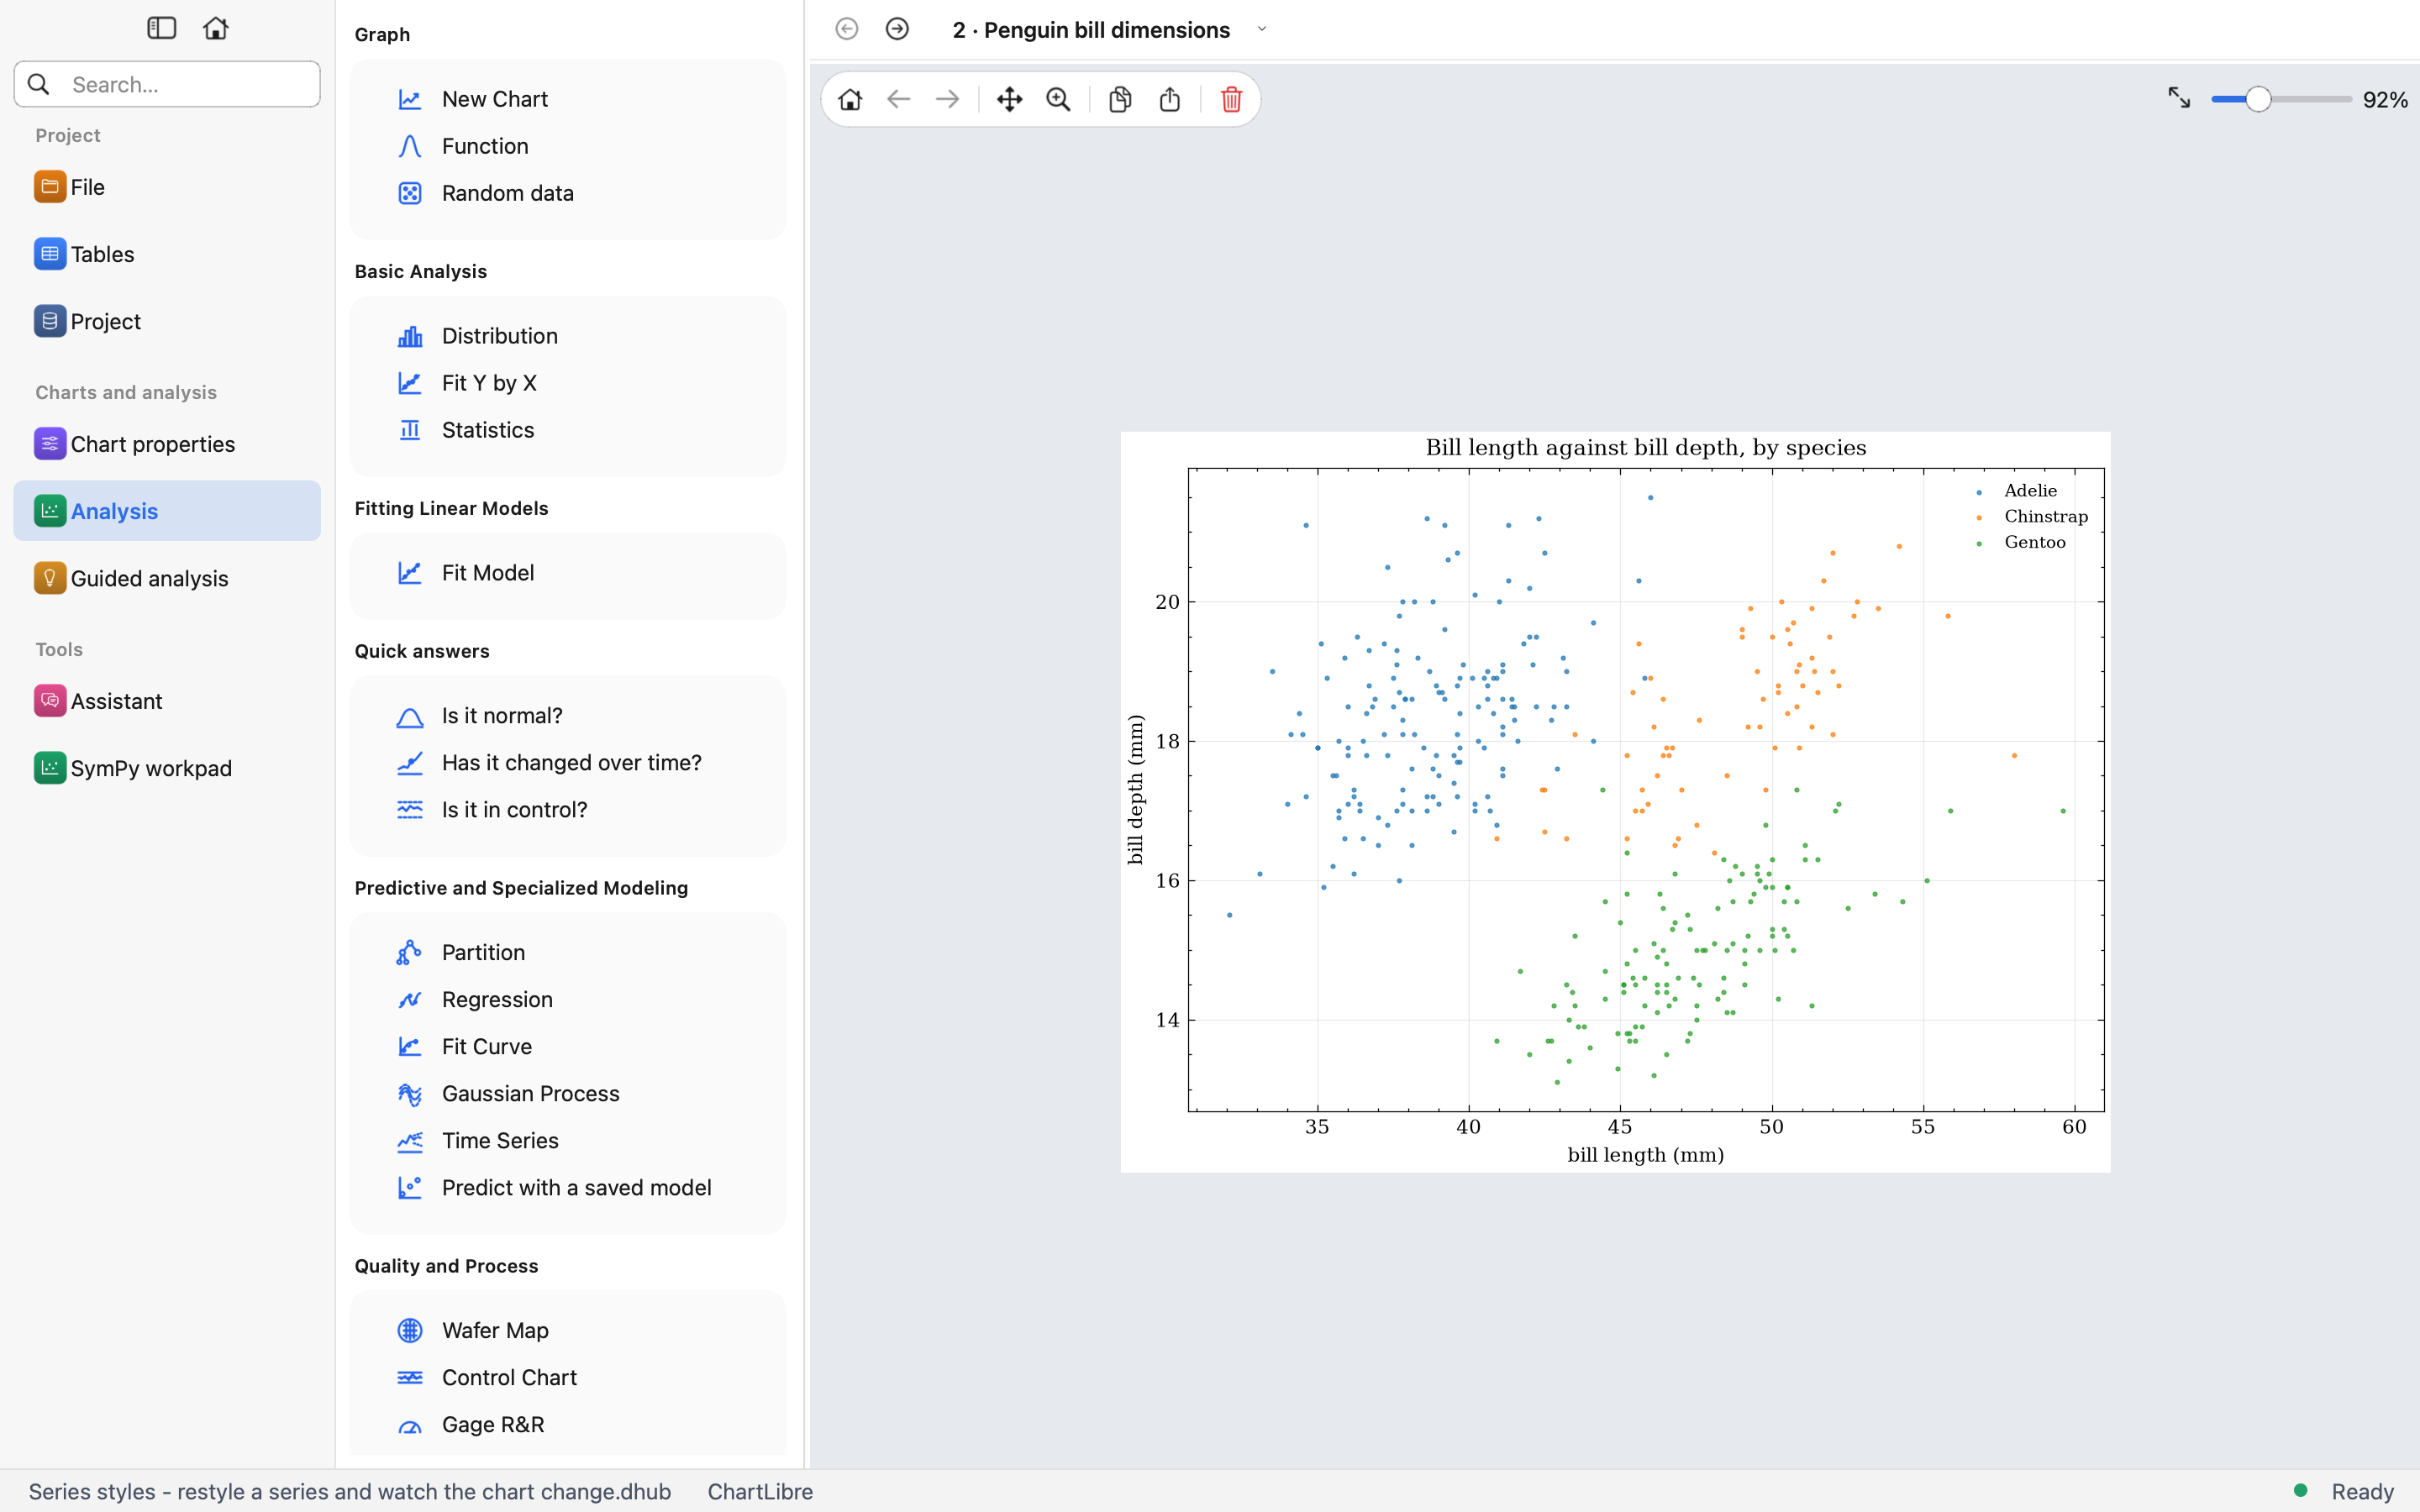 Search...
Project
File
Tables
Project
Charts and analysis
Chart properties
Analysis
Guided analysis
Tools
Assistant
SymPy workpad
Graph
New Chart
Function
Random data
Basic Analysis
Distribution
Fit Y by X
Statistics
Fitting Linear Models
Fit Model
Quick answers
Is it normal?
Has it changed over time?
Is it in control?
Predictive and Specialized Modeling
Partition
Regression
Fit Curve
Gaussian Process
Time Series
Predict with a saved model
Quality and Process
Wafer Map
Control Chart
Gage R&R
2 · Penguin bill dimensions
92%
Bill length against bill depth, by species
Adelie
Chinstrap
Gentoo
bill depth (mm)
20
18
16
14
35 40 45 50 55 60
bill length (mm)
Series styles - restyle a series and watch the chart change.dhub ChartLibre Ready